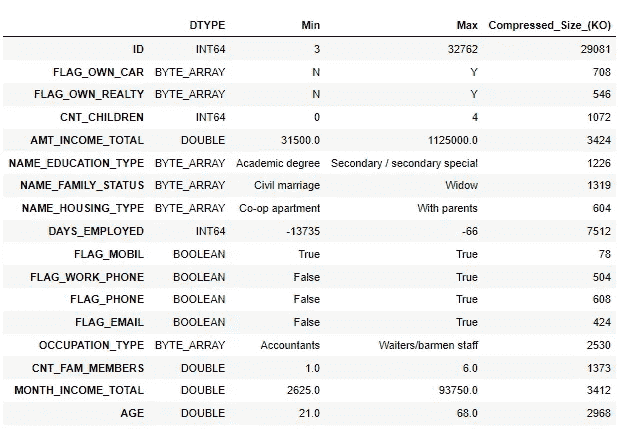 DTYPE Min Max Compressed_Size_(KO)
ID INT64 3 32762 29081
FLAG_OWN_CAR BYTE_ARRAY N Y 708
FLAG_OWN_REALTY BYTE_ARRAY N Y 546
CNT_CHILDREN INT64 0 4 1072
AMT_INCOME_TOTAL DOUBLE 31500.0 1125000.0 3424
NAME_EDUCATION_TYPE BYTE_ARRAY Academic degree Secondary / secondary special 1226
NAME_FAMILY_STATUS BYTE_ARRAY Civil marriage Widow 1319
NAME_HOUSING_TYPE BYTE_ARRAY Co-op apartment With parents 604
DAYS_EMPLOYED INT64 -13735 -66 7512
FLAG_MOBIL BOOLEAN True True 78
FLAG_WORK_PHONE BOOLEAN False True 504
FLAG_PHONE BOOLEAN False True 608
FLAG_EMAIL BOOLEAN False True 424
OCCUPATION_TYPE BYTE_ARRAY Accountants Waiters/barmen staff 2530
CNT_FAM_MEMBERS DOUBLE 1.0 6.0 1373
MONTH_INCOME_TOTAL DOUBLE 2625.0 93750.0 3412
AGE DOUBLE 21.0 68.0 2968